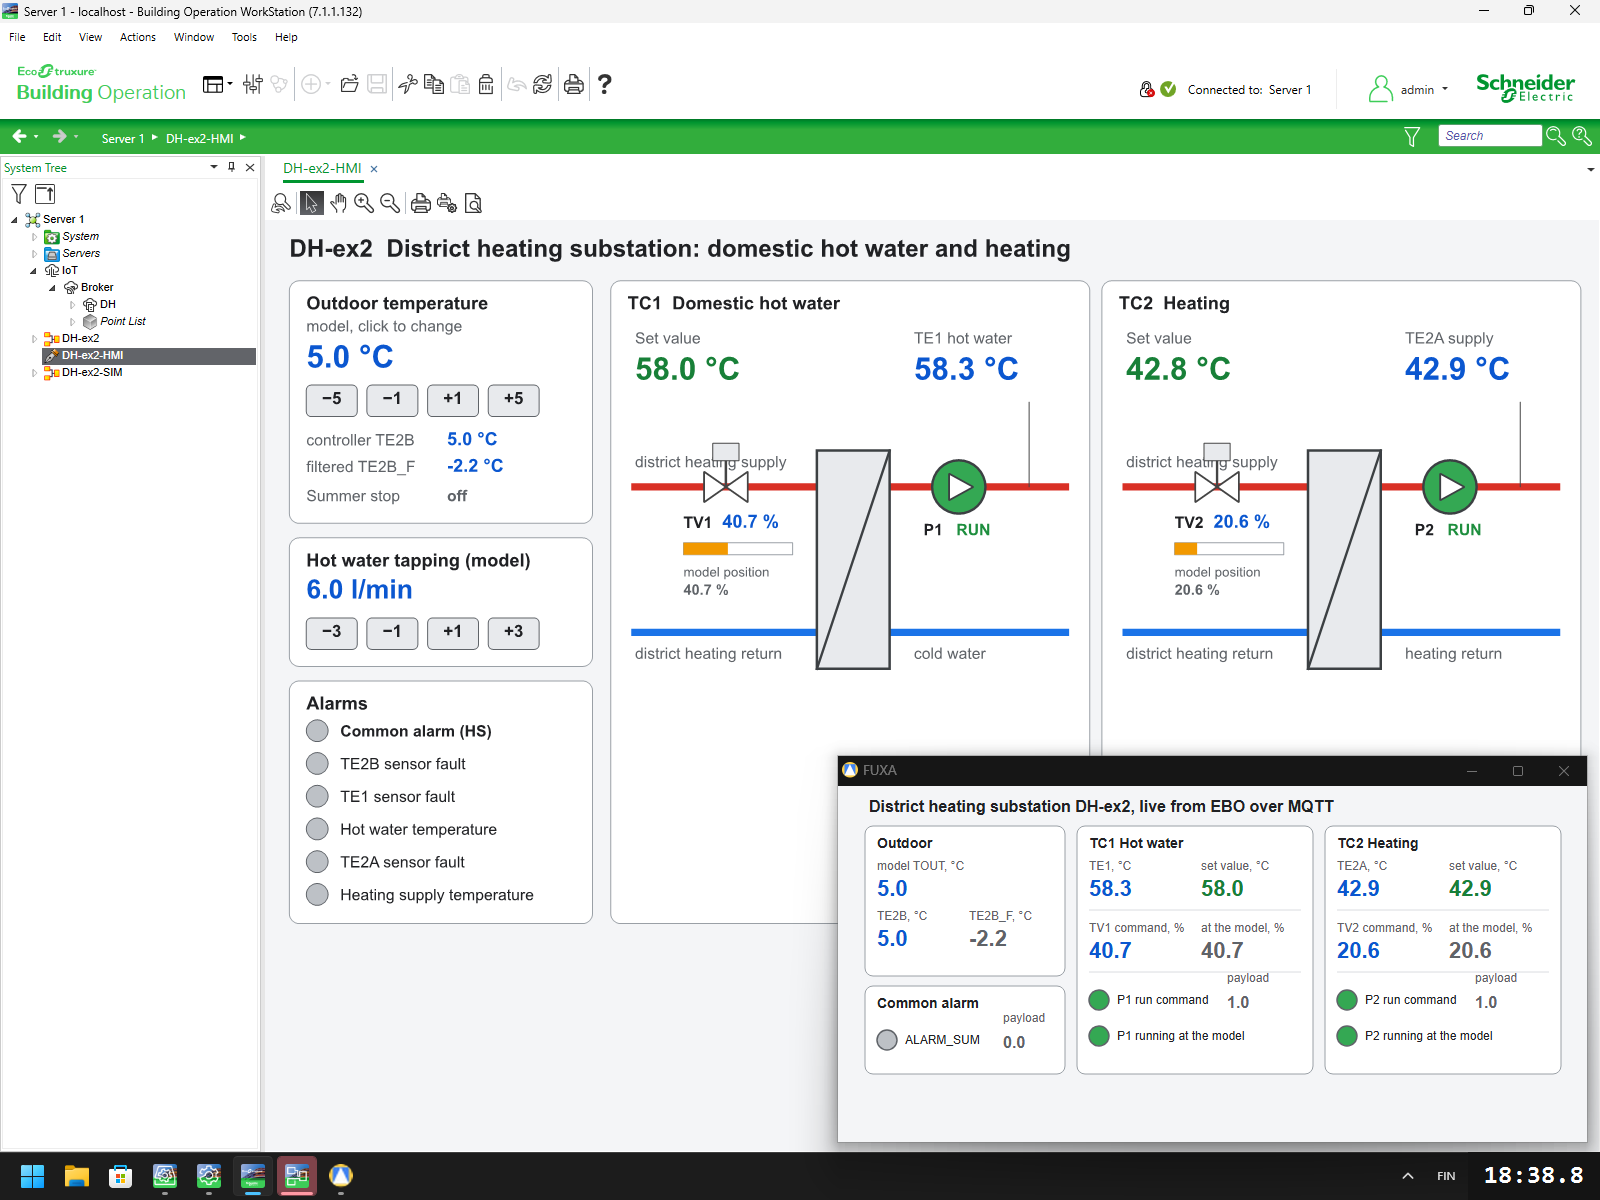 Server 1 - localhost - Building Operation WorkStation (7.1.1.132)
File Edit View Actions Window Tools Help
EcoStruxure
Building Operation
Connected to: Server 1
admin
Schneider
Electric
Server 1 DH-ex2-HMI
Search
System Tree
Server 1
System
Servers
IoT
Broker
DH
Point List
DH-ex2
DH-ex2-HMI
DH-ex2-SIM
DH-ex2-HMI
DH-ex2 District heating substation: domestic hot water and heating
Outdoor temperature
model, click to change
5.0 °C
−5 −1 +1 +5
controller TE2B 5.0 °C
filtered TE2B_F -2.2 °C
Summer stop off
Hot water tapping (model)
6.0 l/min
−3 −1 +1 +3
Alarms
Common alarm (HS)
TE2B sensor fault
TE1 sensor fault
Hot water temperature
TE2A sensor fault
Heating supply temperature
TC1 Domestic hot water
Set value TE1 hot water
58.0 °C 58.3 °C
district heating supply
TV1 40.7 %
P1 RUN
model position
40.7 %
district heating return cold water
TC2 Heating
Set value TE2A supply
42.8 °C 42.9 °C
district heating supply
TV2 20.6 %
P2 RUN
model position
20.6 %
district heating return heating return
FUXA
District heating substation DH-ex2, live from EBO over MQTT
Outdoor
model TOUT, °C
5.0
TE2B, °C TE2B_F, °C
5.0 -2.2
Common alarm
payload
ALARM_SUM 0.0
TC1 Hot water
TE1, °C set value, °C
58.3 58.0
TV1 command, % at the model, %
40.7 40.7
payload
P1 run command 1.0
P1 running at the model
TC2 Heating
TE2A, °C set value, °C
42.9 42.9
TV2 command, % at the model, %
20.6 20.6
payload
P2 run command 1.0
P2 running at the model
FIN
18:38.8